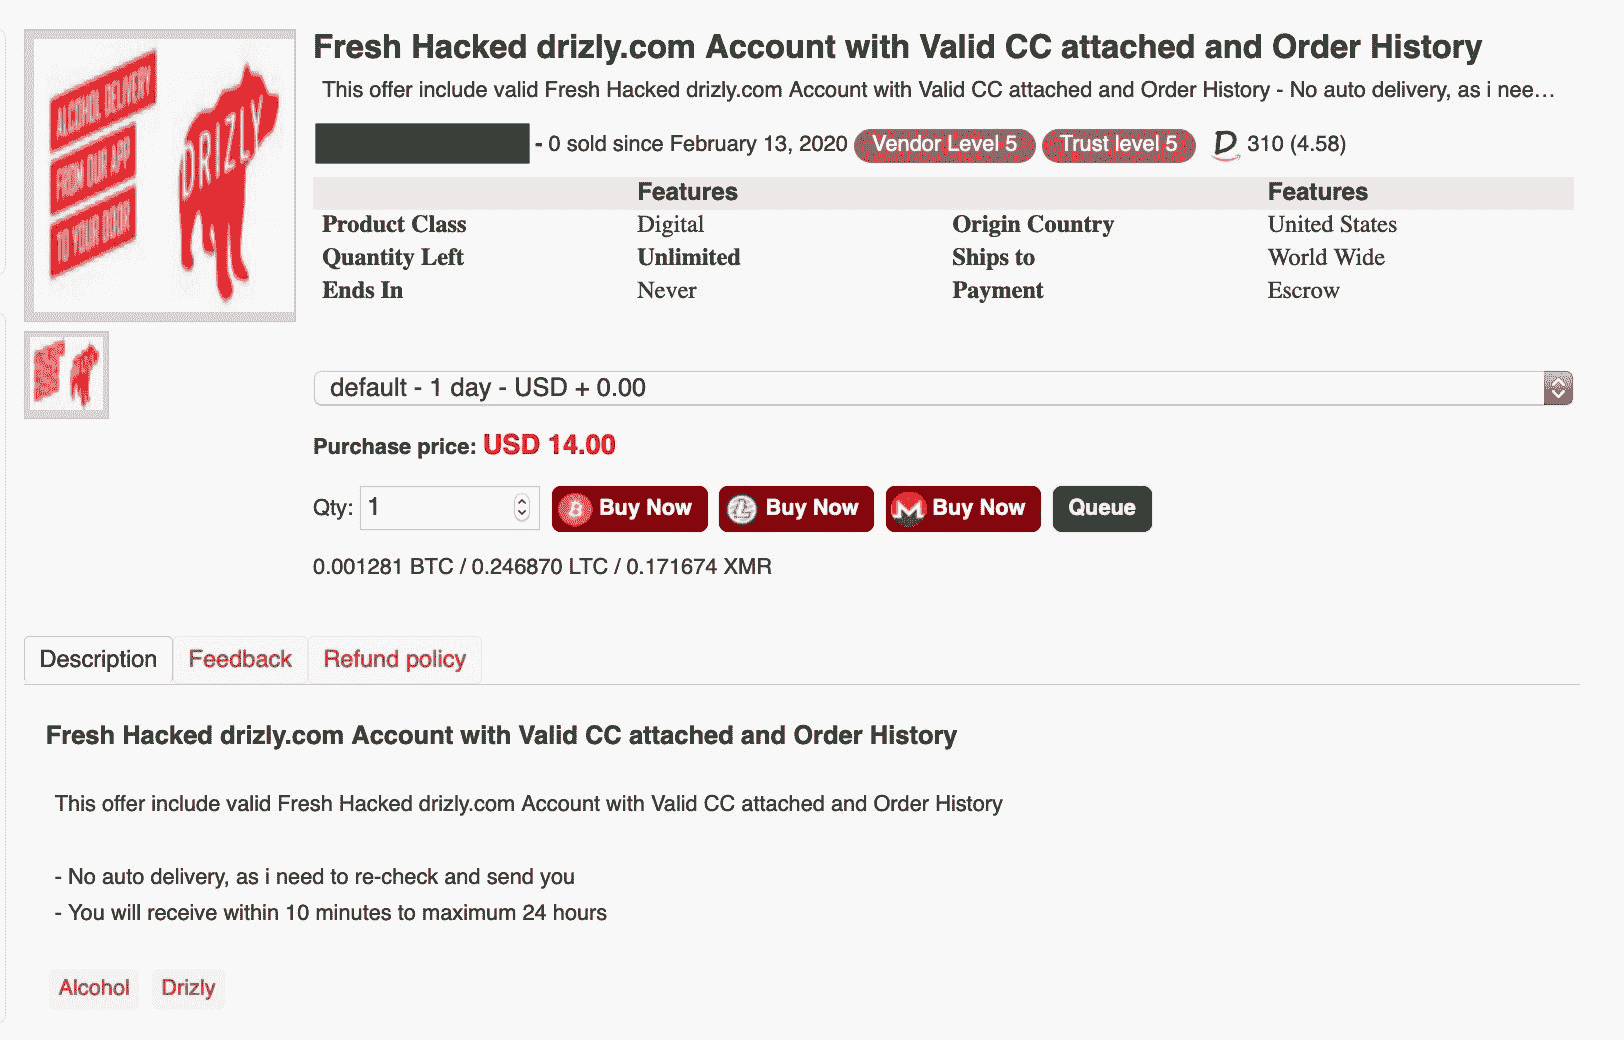 ALCOHOL DELIVERY
FROM OUR APP
TO YOUR DOOR
DRIZLY
Fresh Hacked drizly.com Account with Valid CC attached and Order History
This offer include valid Fresh Hacked drizly.com Account with Valid CC attached and Order History - No auto delivery, as i nee...
- 0 sold since February 13, 2020 Vendor Level 5 Trust level 5 D 310 (4.58)
Features Features
Product Class Digital Origin Country United States
Quantity Left Unlimited Ships to World Wide
Ends In Never Payment Escrow
default - 1 day - USD + 0.00
Purchase price: USD 14.00
Qty: 1 Buy Now Buy Now Buy Now Queue
0.001281 BTC / 0.246870 LTC / 0.171674 XMR
Description Feedback Refund policy
Fresh Hacked drizly.com Account with Valid CC attached and Order History
This offer include valid Fresh Hacked drizly.com Account with Valid CC attached and Order History
- No auto delivery, as i need to re-check and send you
- You will receive within 10 minutes to maximum 24 hours
Alcohol Drizly